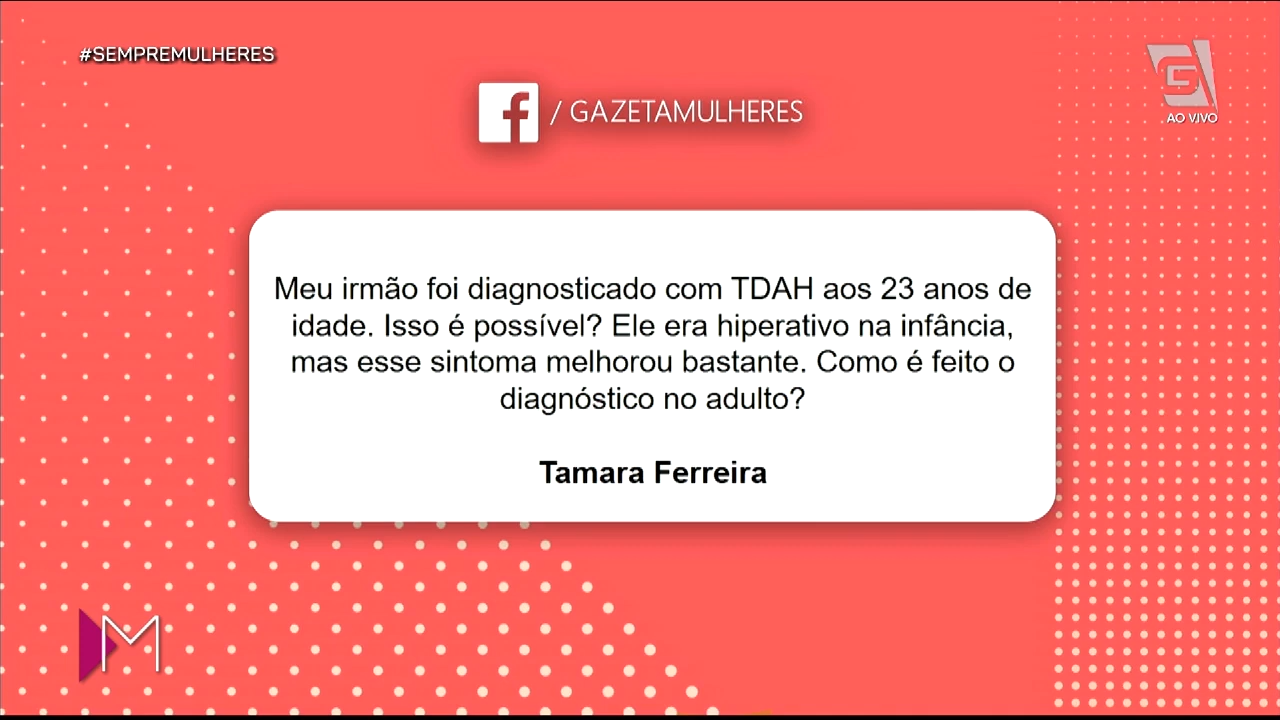 #SEMPREMULHERES
/ GAZETAMULHERES
G
AO VIVO
Meu irmão foi diagnosticado com TDAH aos 23 anos de
idade. Isso é possível? Ele era hiperativo na infância,
mas esse sintoma melhorou bastante. Como é feito o
diagnóstico no adulto?
Tamara Ferreira
M